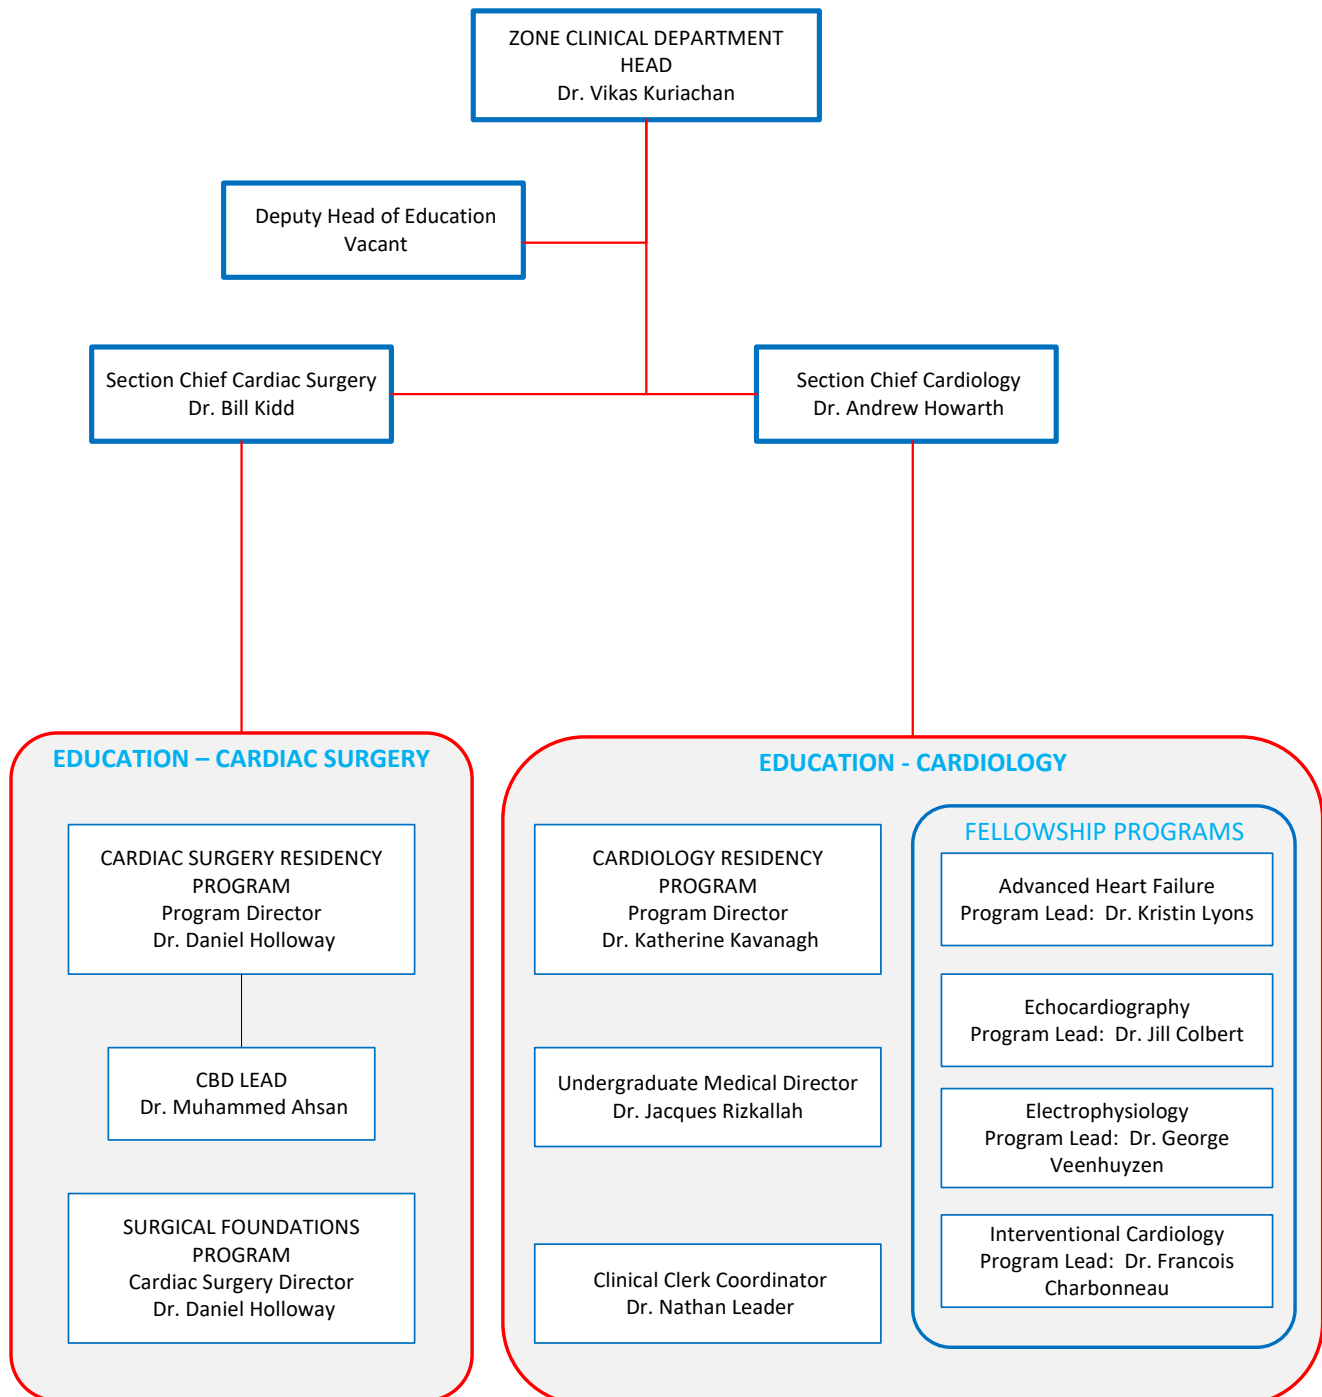 ZONE CLINICAL DEPARTMENT
HEAD
Dr. Vikas Kuriachan
Deputy Head of Education
Vacant
Section Chief Cardiac Surgery
Dr. Bill Kidd
Section Chief Cardiology
Dr. Andrew Howarth
EDUCATION – CARDIAC SURGERY
CARDIAC SURGERY RESIDENCY
PROGRAM
Program Director
Dr. Daniel Holloway
CBD LEAD
Dr. Muhammed Ahsan
SURGICAL FOUNDATIONS
PROGRAM
Cardiac Surgery Director
Dr. Daniel Holloway
EDUCATION - CARDIOLOGY
CARDIOLOGY RESIDENCY
PROGRAM
Program Director
Dr. Katherine Kavanagh
Undergraduate Medical Director
Dr. Jacques Rizkallah
Clinical Clerk Coordinator
Dr. Nathan Leader
FELLOWSHIP PROGRAMS
Advanced Heart Failure
Program Lead:  Dr. Kristin Lyons
Echocardiography
Program Lead:  Dr. Jill Colbert
Electrophysiology
Program Lead:  Dr. George
Veenhuyzen
Interventional Cardiology
Program Lead:  Dr. Francois
Charbonneau